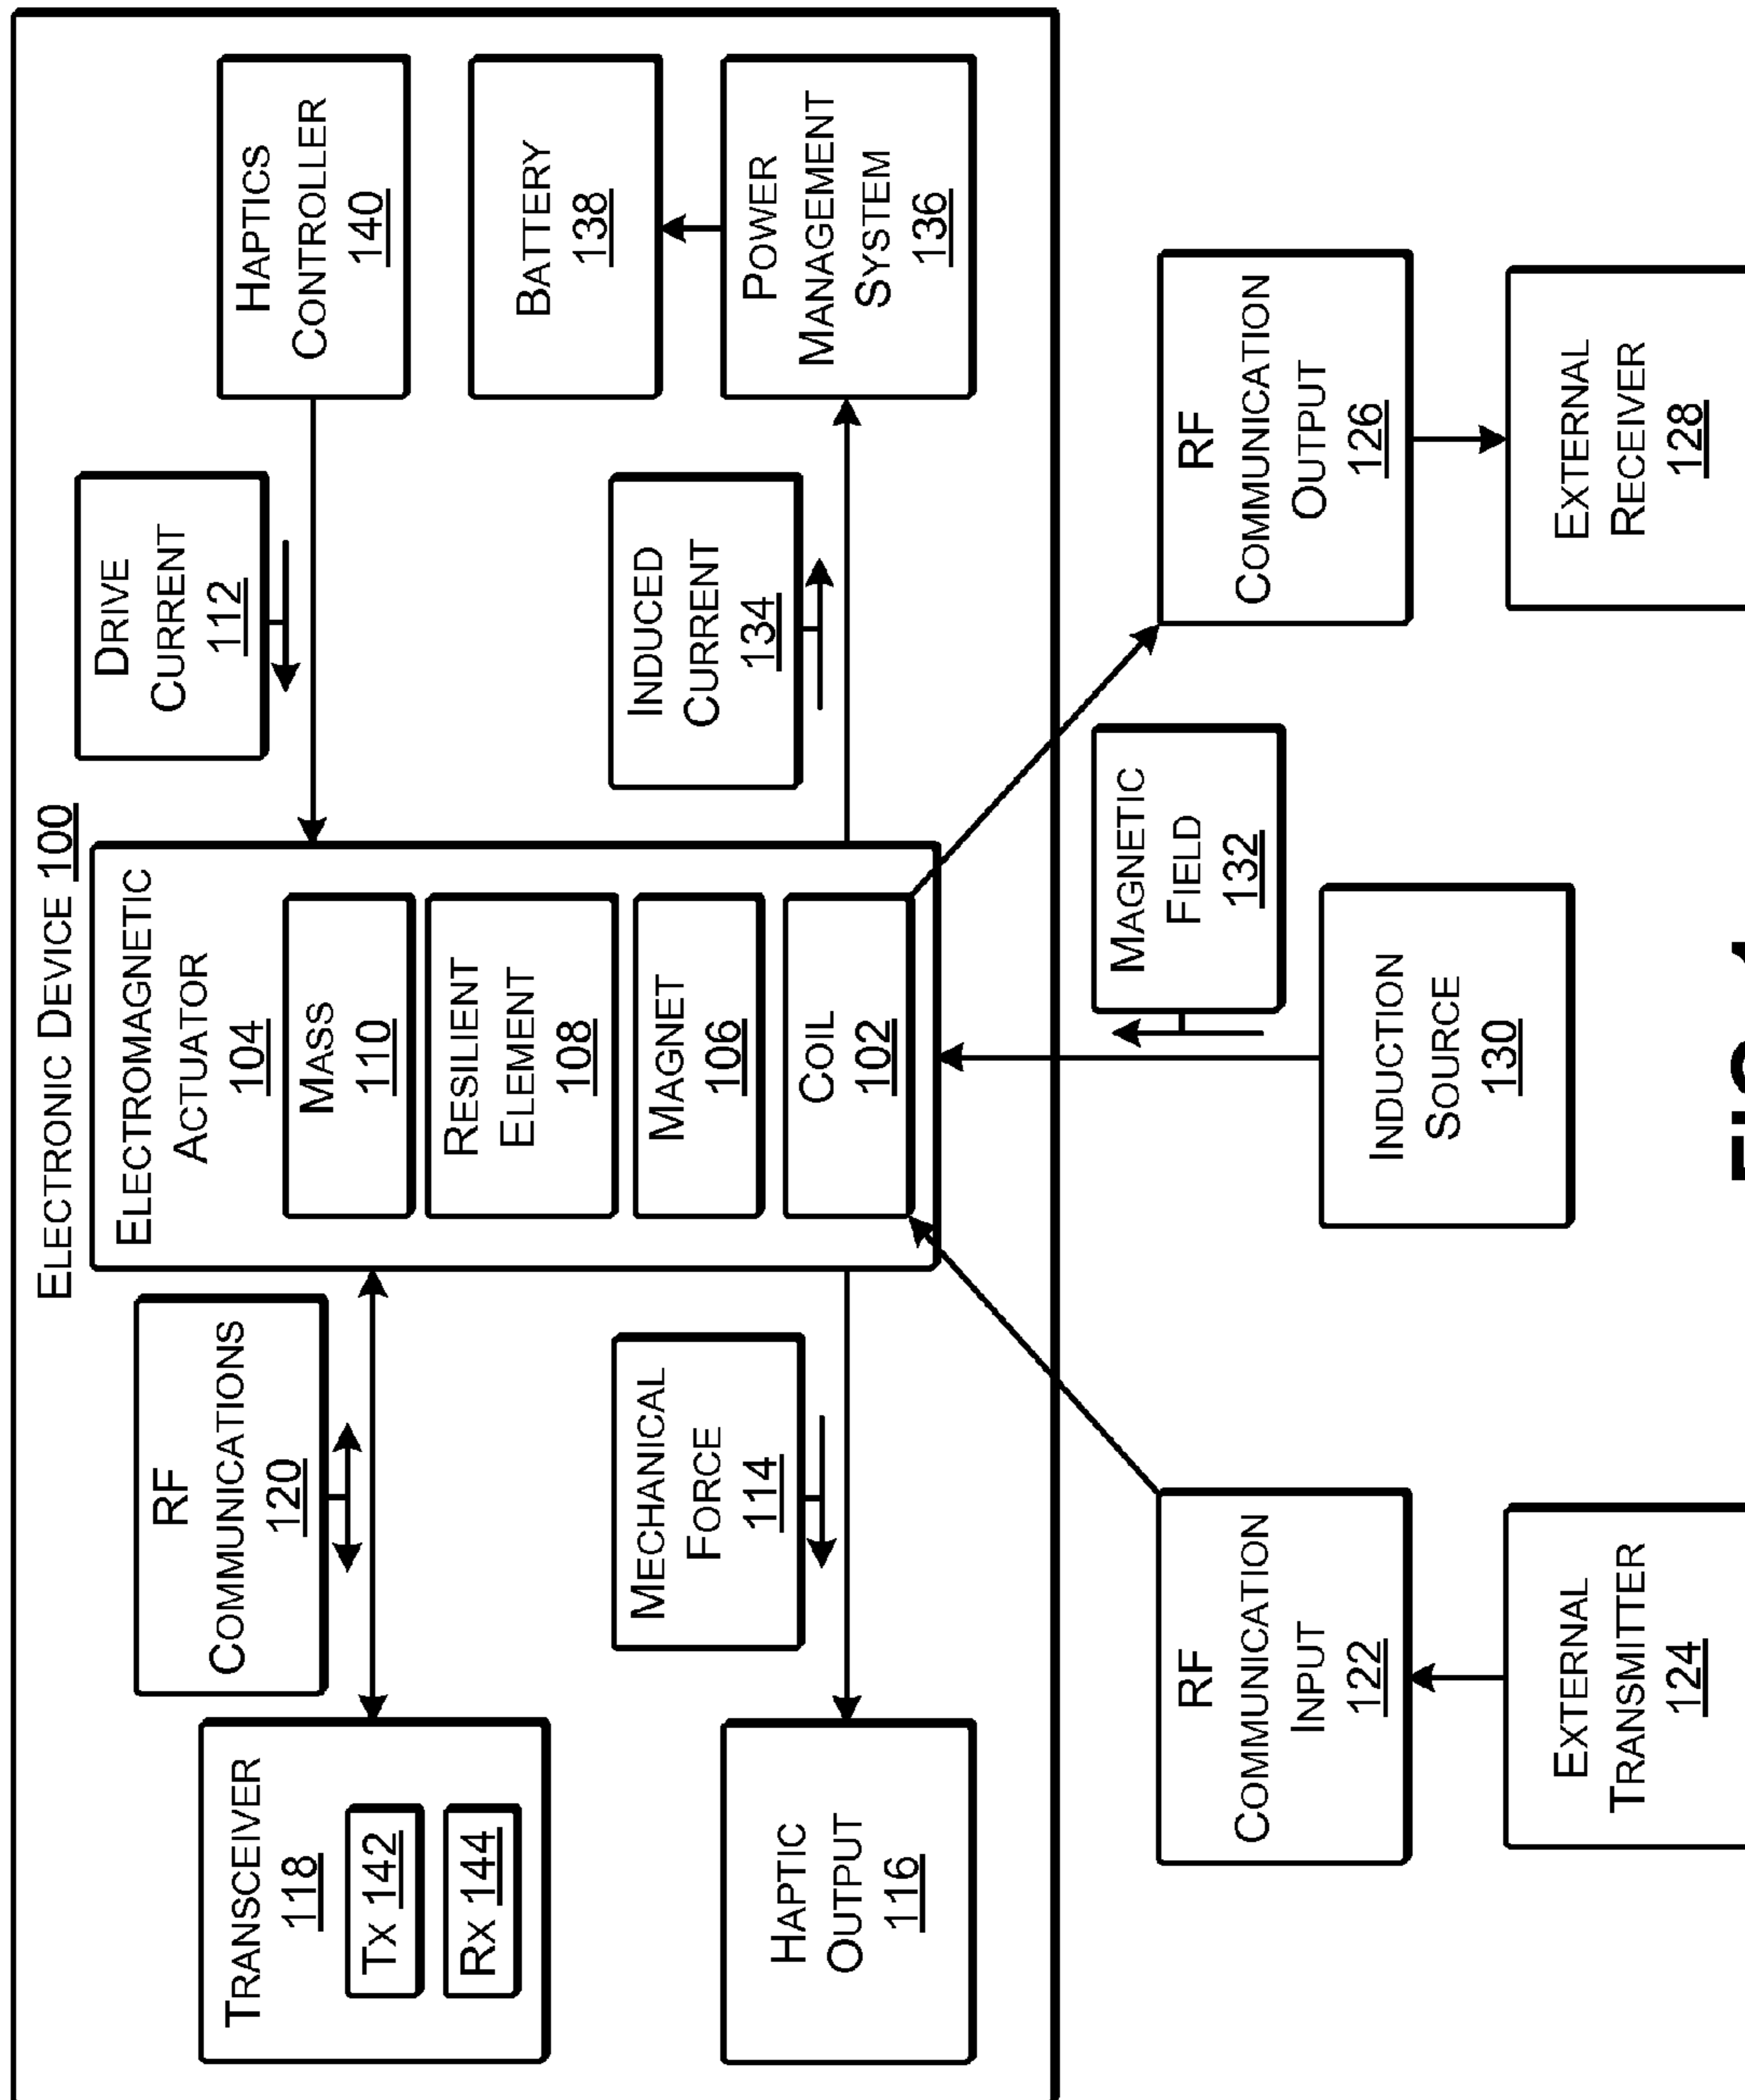 ELECTRONIC DEVICE 100
TRANSCEIVER
118
TX 142
RX 144
RF
COMMUNICATIONS
120
ELECTROMAGNETIC
ACTUATOR
104
MASS
110
RESILIENT
ELEMENT
108
MAGNET
106
COIL
102
DRIVE
CURRENT
112
HAPTICS
CONTROLLER
140
BATTERY
138
HAPTIC
OUTPUT
116
MECHANICAL
FORCE
114
INDUCED
CURRENT
134
POWER
MANAGEMENT
SYSTEM
136
RF
COMMUNICATION
INPUT
122
MAGNETIC
FIELD
132
RF
COMMUNICATION
OUTPUT
126
EXTERNAL
TRANSMITTER
124
INDUCTION
SOURCE
130
EXTERNAL
RECEIVER
128